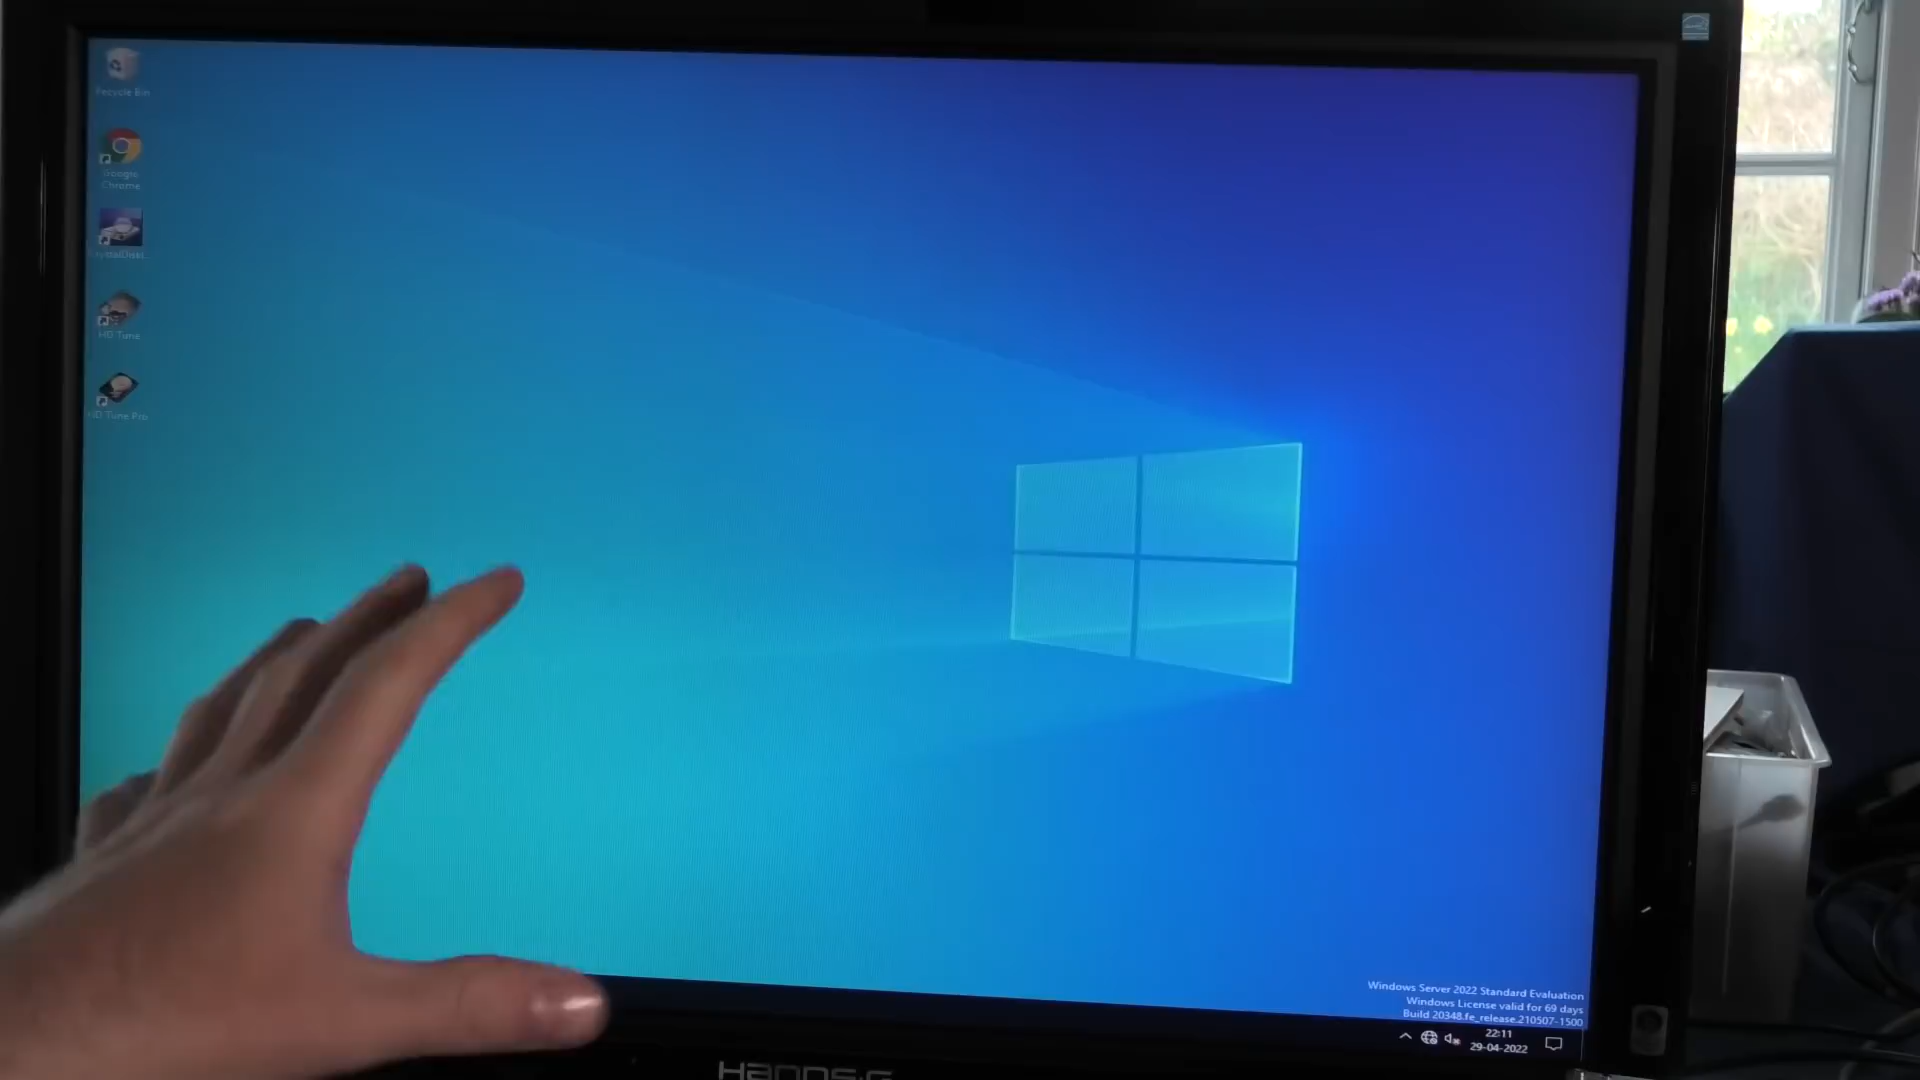 Recycle Bin
Google
Chrome
HD Tune
HD Tune Pro
Windows Server 2022 Standard Evaluation
Windows License valid for 69 days
Build 20348.fe_release.210507-1500
22:11
29-04-2022
HANNS·G